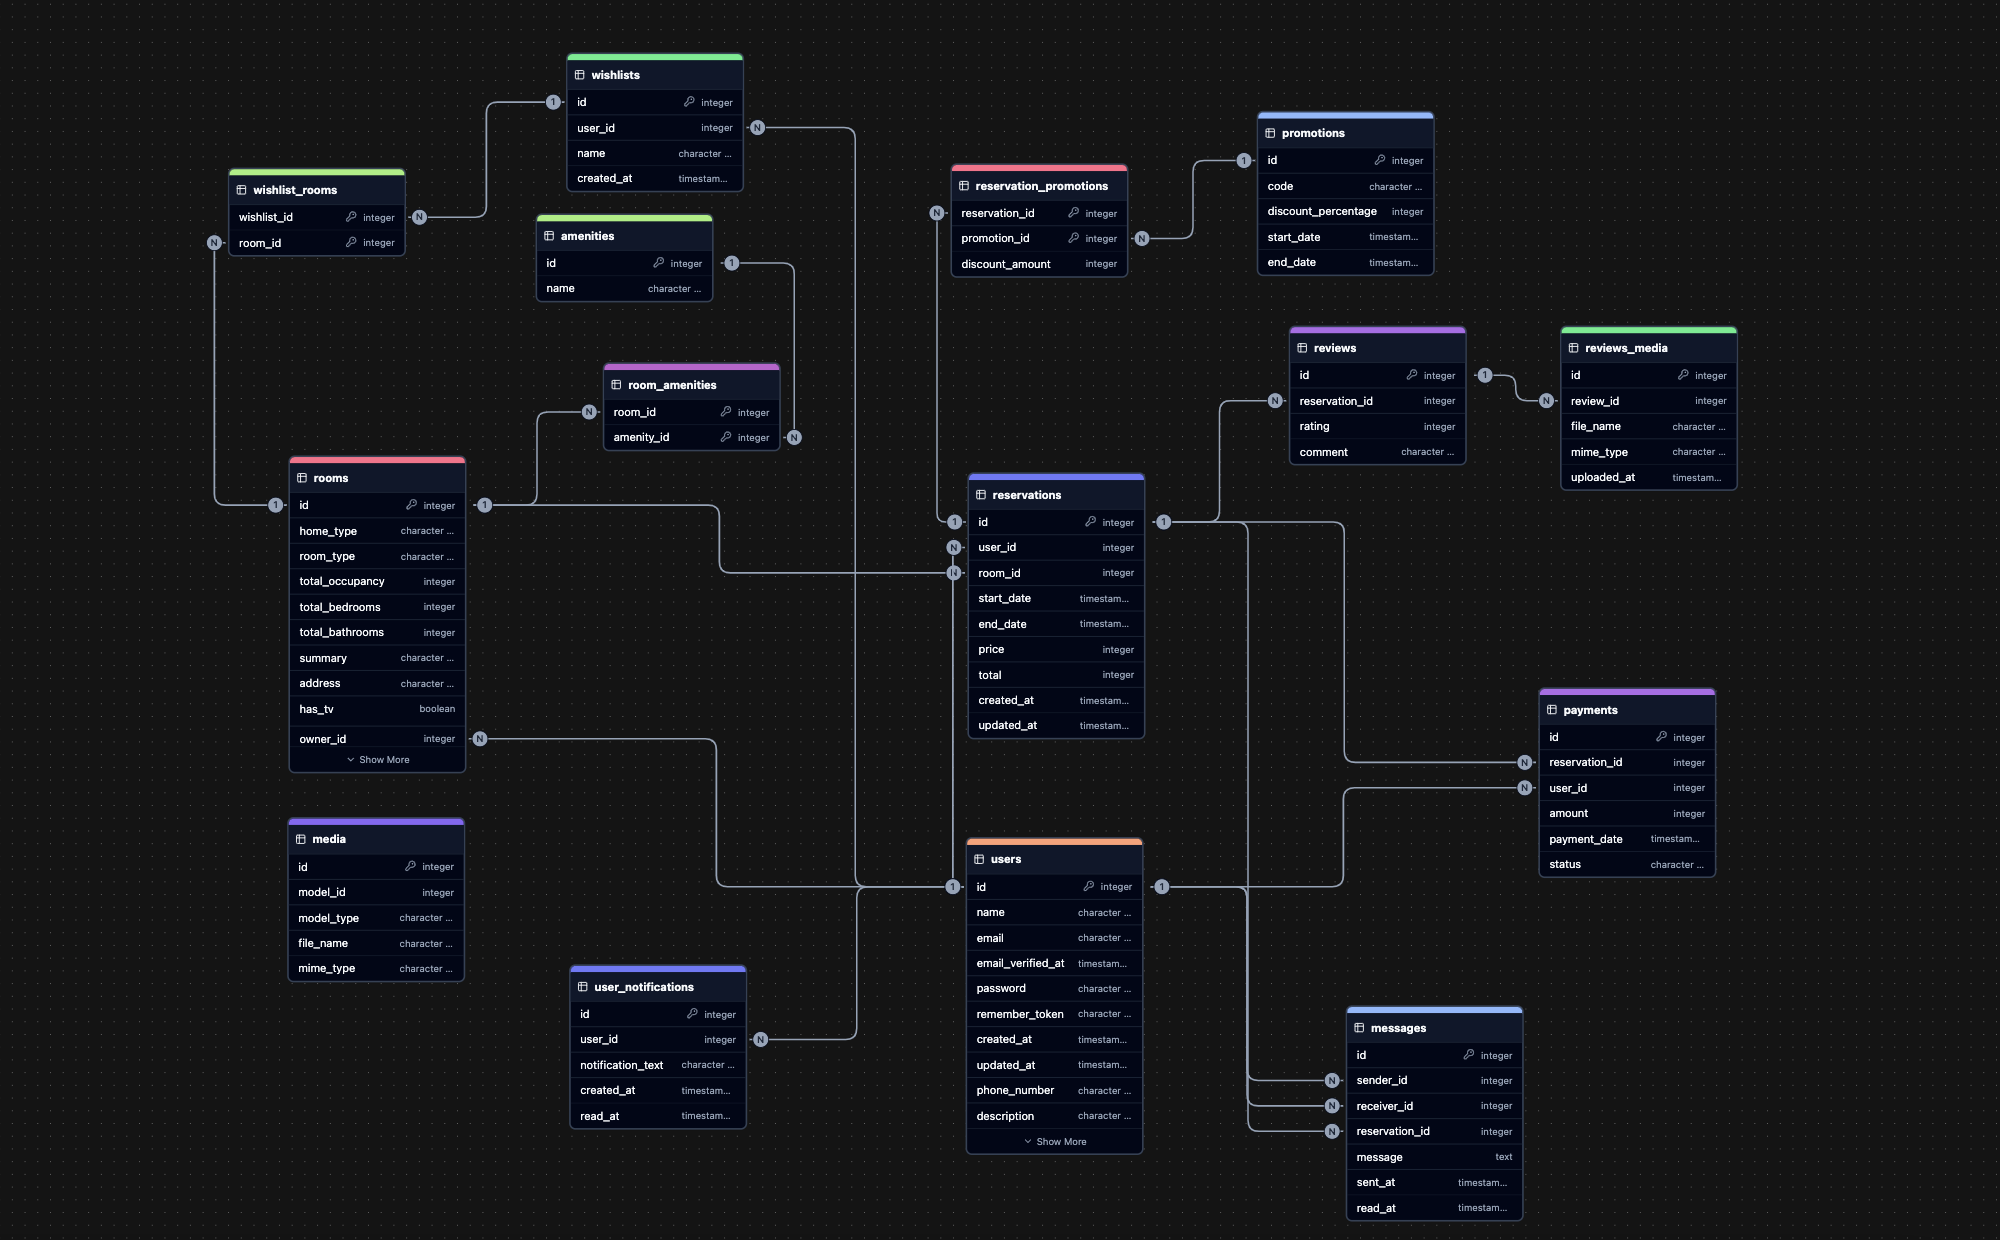 wishlists
id integer
user_id integer
name character ...
created_at timestam...
wishlist_rooms
wishlist_id integer
room_id integer
amenities
id integer
name character ...
room_amenities
room_id integer
amenity_id integer
rooms
id integer
home_type character ...
room_type character ...
total_occupancy integer
total_bedrooms integer
total_bathrooms integer
summary character ...
address character ...
has_tv boolean
owner_id integer
Show More
media
id integer
model_id integer
model_type character ...
file_name character ...
mime_type character ...
user_notifications
id integer
user_id integer
notification_text character ...
created_at timestam...
read_at timestam...
reservation_promotions
reservation_id integer
promotion_id integer
discount_amount integer
promotions
id integer
code character ...
discount_percentage integer
start_date timestam...
end_date timestam...
reviews
id integer
reservation_id integer
rating integer
comment character ...
reviews_media
id integer
review_id integer
file_name character ...
mime_type character ...
uploaded_at timestam...
reservations
id integer
user_id integer
room_id integer
start_date timestam...
end_date timestam...
price integer
total integer
created_at timestam...
updated_at timestam...
users
id integer
name character ...
email character ...
email_verified_at timestam...
password character ...
remember_token character ...
created_at timestam...
updated_at timestam...
phone_number character ...
description character ...
Show More
payments
id integer
reservation_id integer
user_id integer
amount integer
payment_date timestam...
status character ...
messages
id integer
sender_id integer
receiver_id integer
reservation_id integer
message text
sent_at timestam...
read_at timestam...
1
N
N
N
1
N
N
1
1
N
1
N
1
N
N
N
1
N
1
N
1
N
N
1
1
N
N
N
N
N